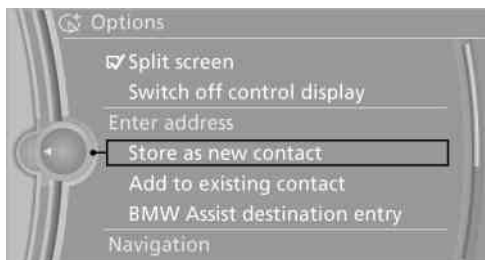 Options
Split screen
Switch off control display
Enter address
Store as new contact
Add to existing contact
BMW Assist destination entry
Navigation